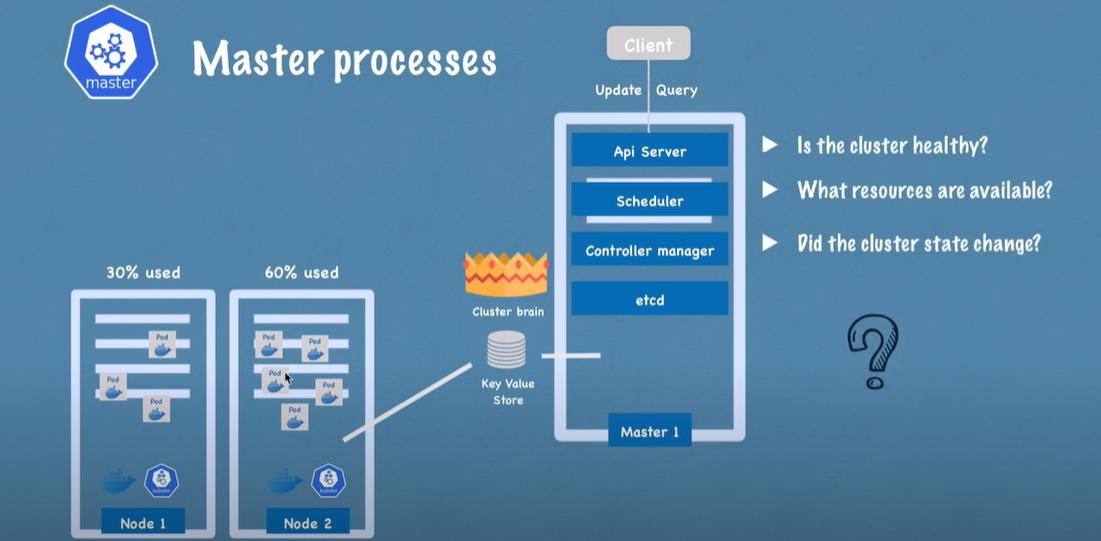 master
Master processes
Client
Update Query
Api Server
Scheduler
Controller manager
etcd
Master 1
Is the cluster healthy?
What resources are available?
Did the cluster state change?
?
Cluster brain
Key Value
Store
30% used
60% used
Pod
Pod
Pod
Pod
Pod
Pod
Pod
Pod
kubelet
kubelet
Node 1
Node 2